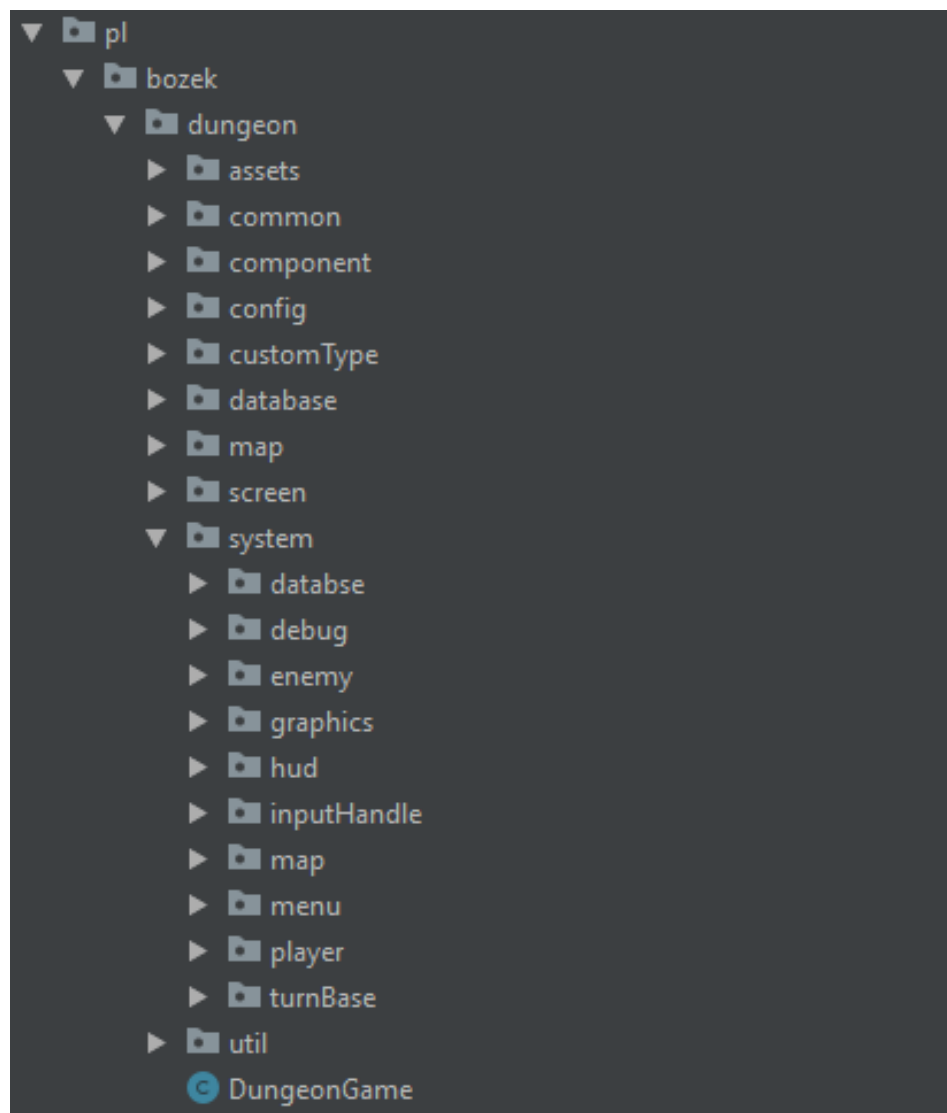 pl
bozek
dungeon
assets
common
component
config
customType
database
map
screen
system
databse
debug
enemy
graphics
hud
inputHandle
map
menu
player
turnBase
util
C DungeonGame